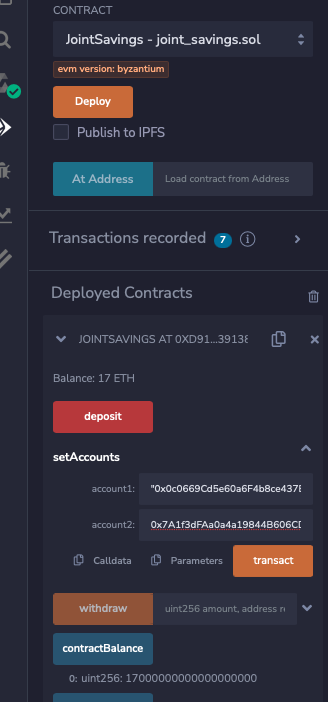 CONTRACT
JointSavings - joint_savings.sol
evm version: byzantium
Deploy
Publish to IPFS
At Address Load contract from Address
Transactions recorded 7 i
Deployed Contracts
JOINTSAVINGS AT 0XD91...39138
Balance: 17 ETH
deposit
setAccounts
account1: "0x0c0669Cd5e60a6F4b8ce437E
account2: 0x7A1f3dFAa0a4a19844B606CD
Calldata Parameters transact
withdraw uint256 amount, address r
contractBalance
0: uint256: 17000000000000000000